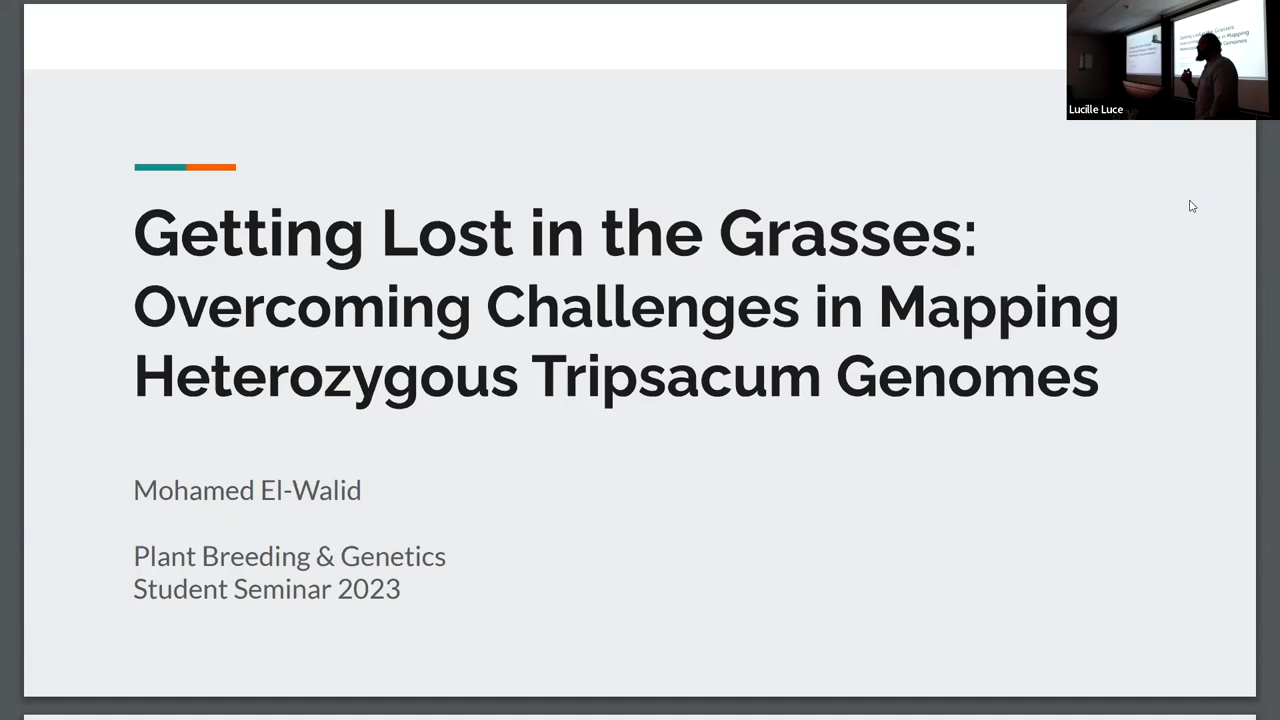 Getting Lost in the Grasses:
Overcoming Challenges in Mapping
Heterozygous Tripsacum Genomes
Mohamed El-Walid
Plant Breeding & Genetics
Student Seminar 2023
Lucille Luce